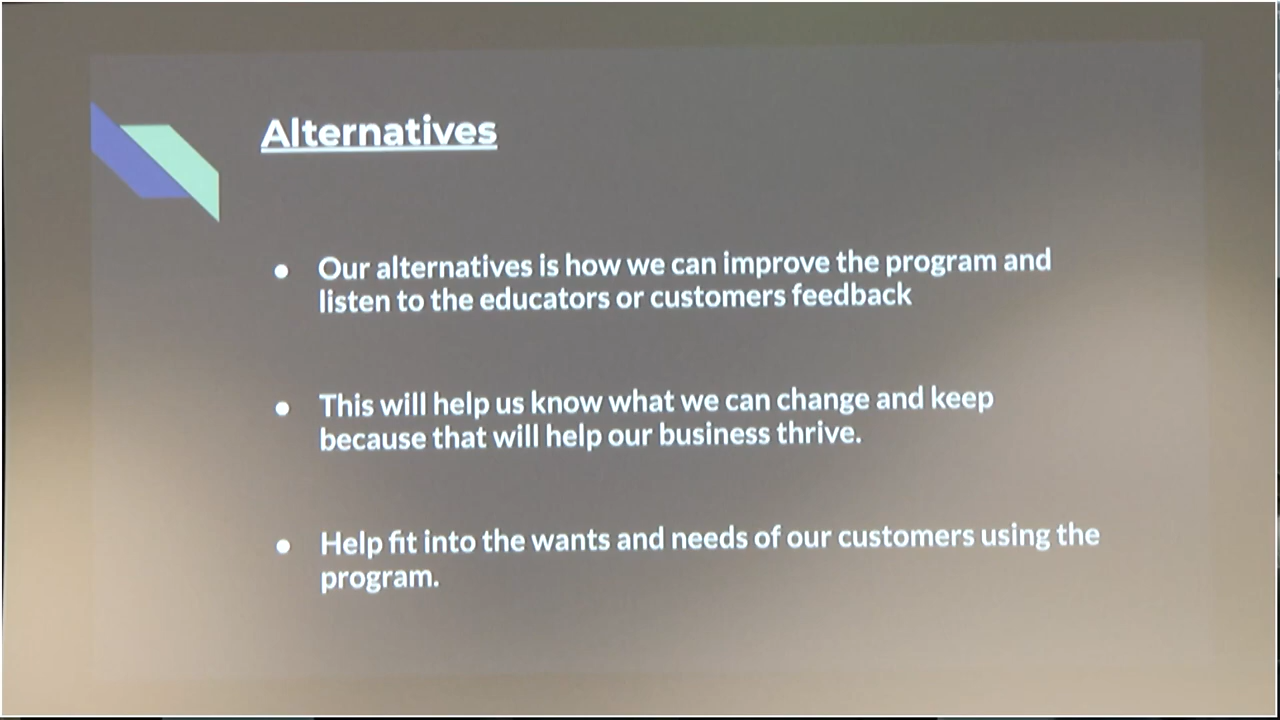 Alternatives
● Our alternatives is how we can improve the program and
listen to the educators or customers feedback
● This will help us know what we can change and keep
because that will help our business thrive.
● Help fit into the wants and needs of our customers using the
program.